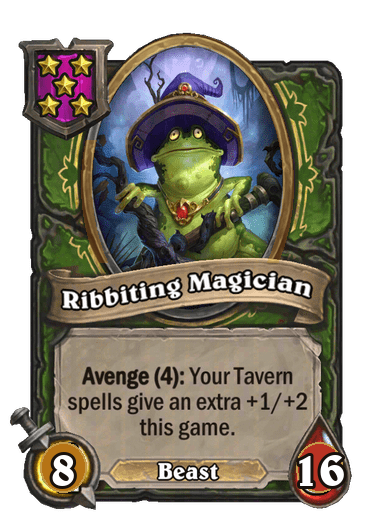 Ribbiting Magician
Avenge (4): Your Tavern
spells give an extra +1/+2
this game.
8
Beast
16